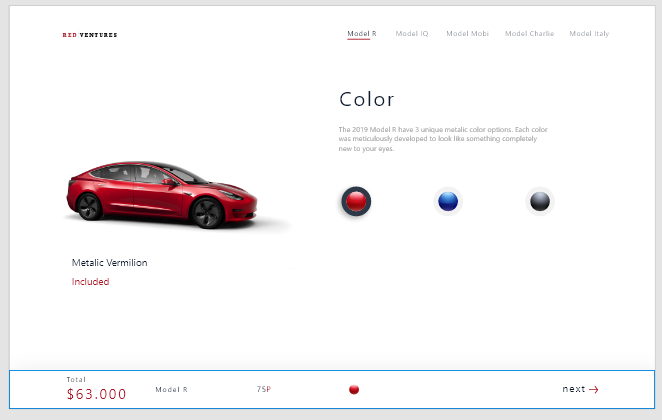 RED VENTURES
Model R Model IQ Model Mobi Model Charlie Model Italy
Color
The 2019 Model R have 3 unique metalic color options. Each color
was meticulously developed to look like something completely
new to your eyes.
Metalic Vermilion
Included
Total
$63.000
Model R
75P
next